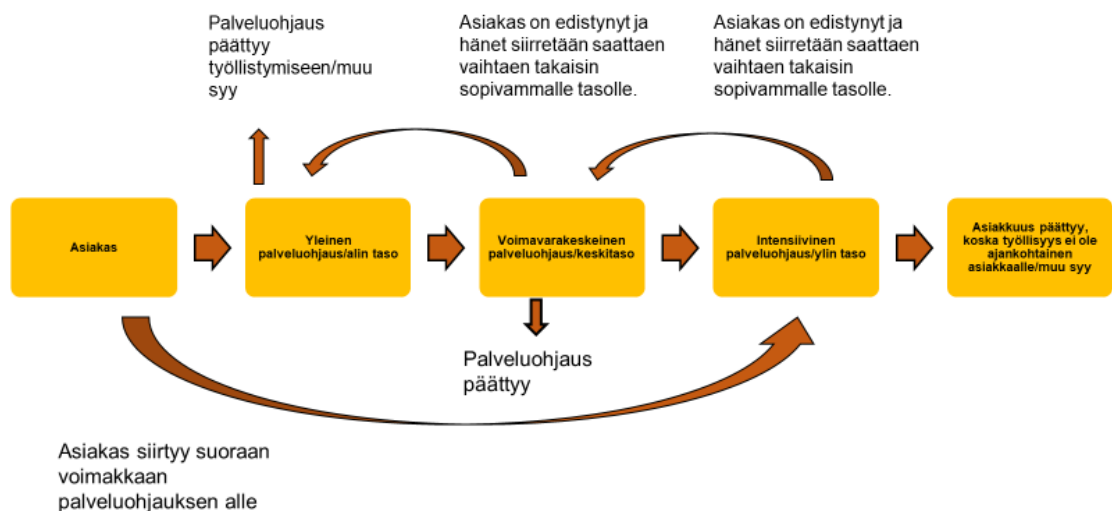 Palveluohjaus
päättyy
työllistymiseen/muu
syy
Asiakas on edistynyt ja
hänet siirretään saattaen
vaihtaen takaisin
sopivammalle tasolle.
Asiakas on edistynyt ja
hänet siirretään saattaen
vaihtaen takaisin
sopivammalle tasolle.
Asiakas
Yleinen
palveluohjaus/alin taso
Voimavarakeskeinen
palveluohjaus/keskitaso
Intensiivinen
palveluohjaus/ylin taso
Asiakkuus päättyy,
koska työllisyys ei ole
ajankohtainen
asiakkaalle/muu syy
Palveluohjaus
päättyy
Asiakas siirtyy suoraan
voimakkaan
palveluohjauksen alle